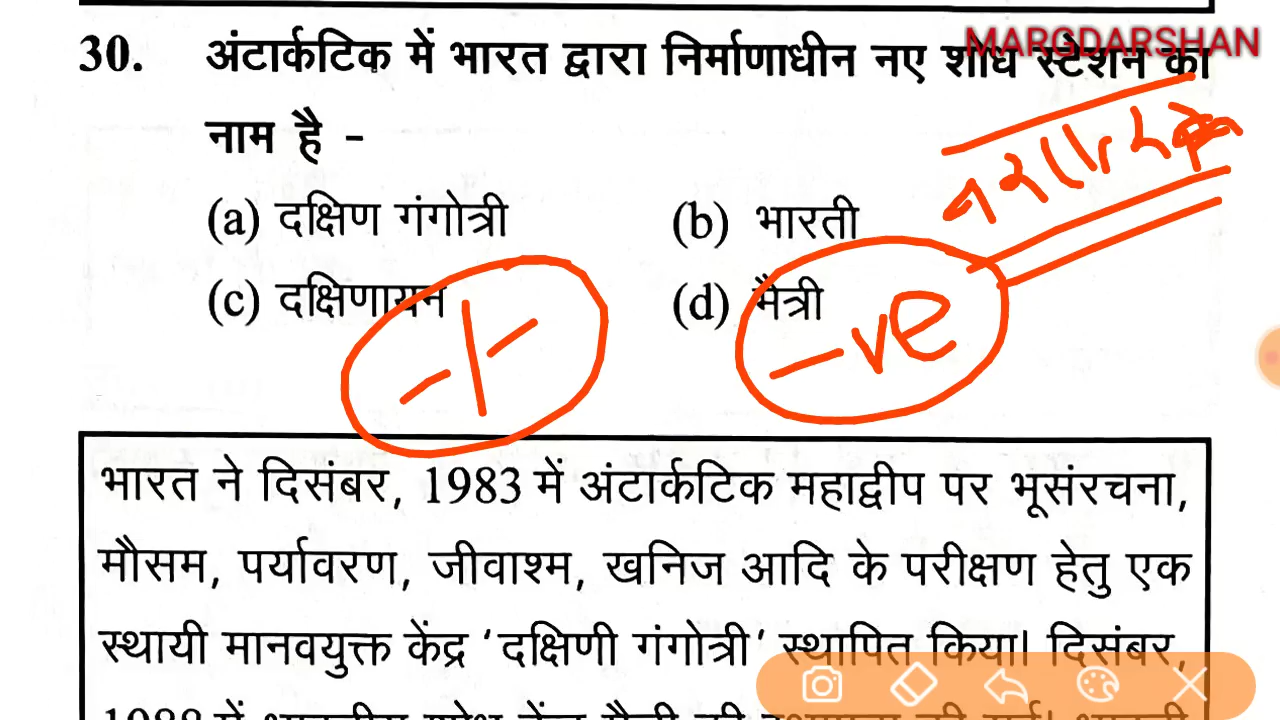 MARGDARSHAN
30. अंटार्कटिक में भारत द्वारा निर्माणाधीन नए शोध स्टेशन का
नाम है -
(a) दक्षिण गंगोत्री (b) भारती
(c) दक्षिणायन (d) मैत्री
-ve
भारत ने दिसंबर, 1983 में अंटार्कटिक महाद्वीप पर भूसंरचना,
मौसम, पर्यावरण, जीवाश्म, खनिज आदि के परीक्षण हेतु एक
स्थायी मानवयुक्त केंद्र 'दक्षिणी गंगोत्री' स्थापित किया। दिसंबर,